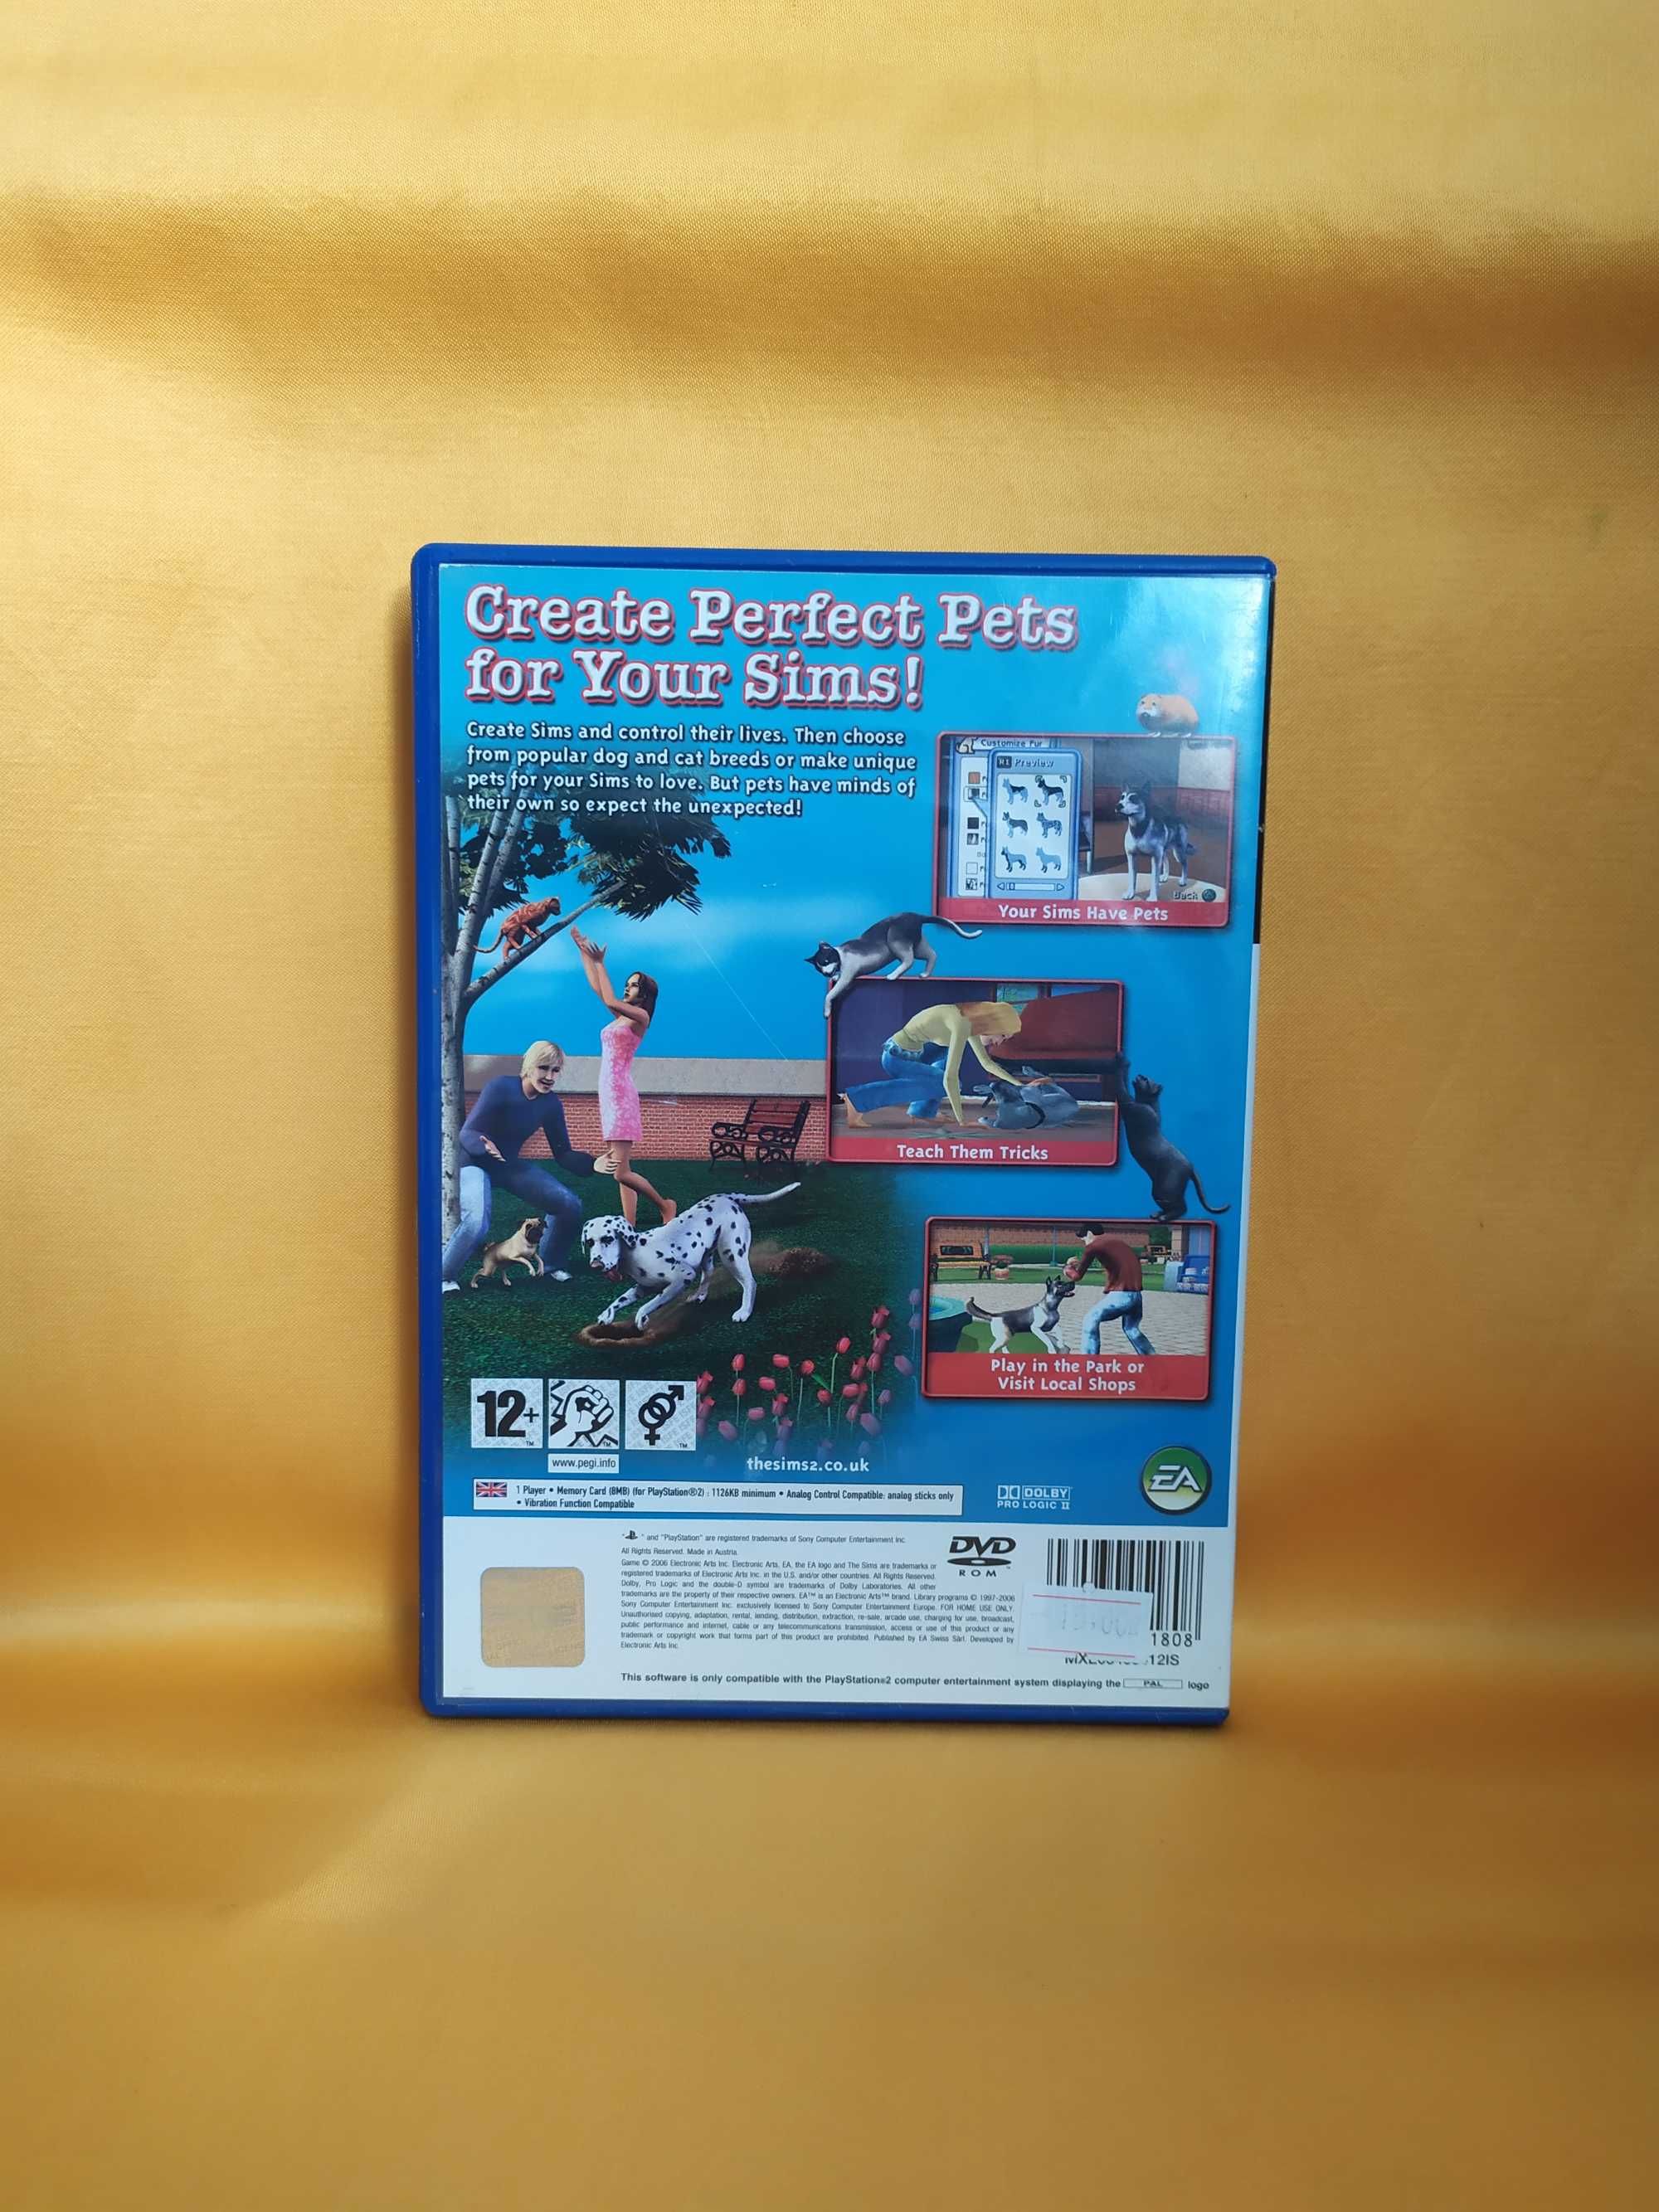 Create Perfect Pets
for Your Sims!
Create Sims and control their lives. Then choose
from popular dog and cat breeds or make unique
pets for your Sims to love. But pets have minds of
their own so expect the unexpected!
Customize Fur
R1 Preview
Back
Your Sims Have Pets
Teach Them Tricks
Play in the Park or
Visit Local Shops
12+
www.pegi.info
thesims2.co.uk
EA
1 Player • Memory Card (8MB) (for PlayStation®2) : 1126KB minimum • Analog Control Compatible: analog sticks only
• Vibration Function Compatible
DOLBY
PRO LOGIC II
" " and "PlayStation" are registered trademarks of Sony Computer Entertainment Inc.
All Rights Reserved. Made in Austria.
Game © 2006 Electronic Arts Inc. Electronic Arts, EA, the EA logo and The Sims are trademarks or
registered trademarks of Electronic Arts Inc. in the U.S. and/or other countries. All Rights Reserved.
Dolby, Pro Logic and the double-D symbol are trademarks of Dolby Laboratories. All other
trademarks are the property of their respective owners. EA™ is an Electronic Arts™ brand. Library programs © 1997-2006
Sony Computer Entertainment Inc. exclusively licensed to Sony Computer Entertainment Europe. FOR HOME USE ONLY.
Unauthorised copying, adaptation, rental, lending, distribution, extraction, re-sale, arcade use, charging for use, broadcast,
public performance and internet, cable or any telecommunications transmission, access or use of this product or any
trademark or copyright work that forms part of this product are prohibited. Published by EA Swiss Sàrl. Developed by
Electronic Arts Inc.
DVD
ROM
1808
12IS
This software is only compatible with the PlayStation®2 computer entertainment system displaying the PAL logo